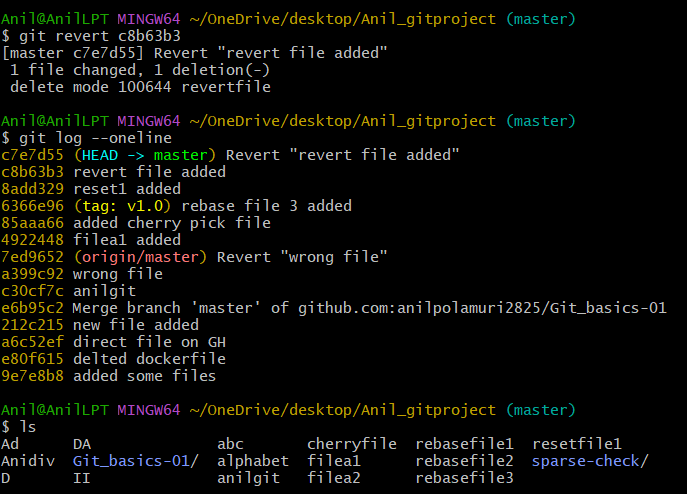 Anil@AnilLPT MINGW64 ~/OneDrive/desktop/Anil_gitproject (master)
$ git revert c8b63b3
[master c7e7d55] Revert "revert file added"
 1 file changed, 1 deletion(-)
 delete mode 100644 revertfile

Anil@AnilLPT MINGW64 ~/OneDrive/desktop/Anil_gitproject (master)
$ git log --oneline
c7e7d55 (HEAD -> master) Revert "revert file added"
c8b63b3 revert file added
8add329 reset1 added
6366e96 (tag: v1.0) rebase file 3 added
85aaa66 added cherry pick file
4922448 filea1 added
7ed9652 (origin/master) Revert "wrong file"
a399c92 wrong file
c30cf7c anilgit
e6b95c2 Merge branch 'master' of github.com:anilpolamuri2825/Git_basics-01
212c215 new file added
a6c52ef direct file on GH
e80f615 delted dockerfile
9e7e8b8 added some files

Anil@AnilLPT MINGW64 ~/OneDrive/desktop/Anil_gitproject (master)
$ ls
Ad      DA              abc       cherryfile  rebasefile1  resetfile1
Anidiv  Git_basics-01/  alphabet  filea1      rebasefile2  sparse-check/
D       II              anilgit   filea2      rebasefile3